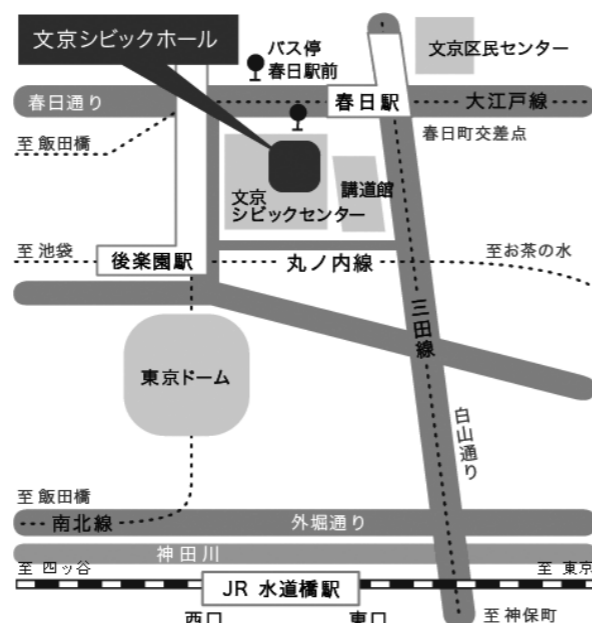 文京シビックホール
バス停
春日駅前
文京区民センター
春日通り
春日駅
大江戸線
至 飯田橋
春日町交差点
文京
シビックセンター
講道館
至 池袋
後楽園駅
丸ノ内線
至お茶の水
三田線
東京ドーム
白山通り
至 飯田橋
南北線
外堀通り
神田川
至 四ッ谷
至 東京
JR 水道橋駅
西口
東口
至 神保町